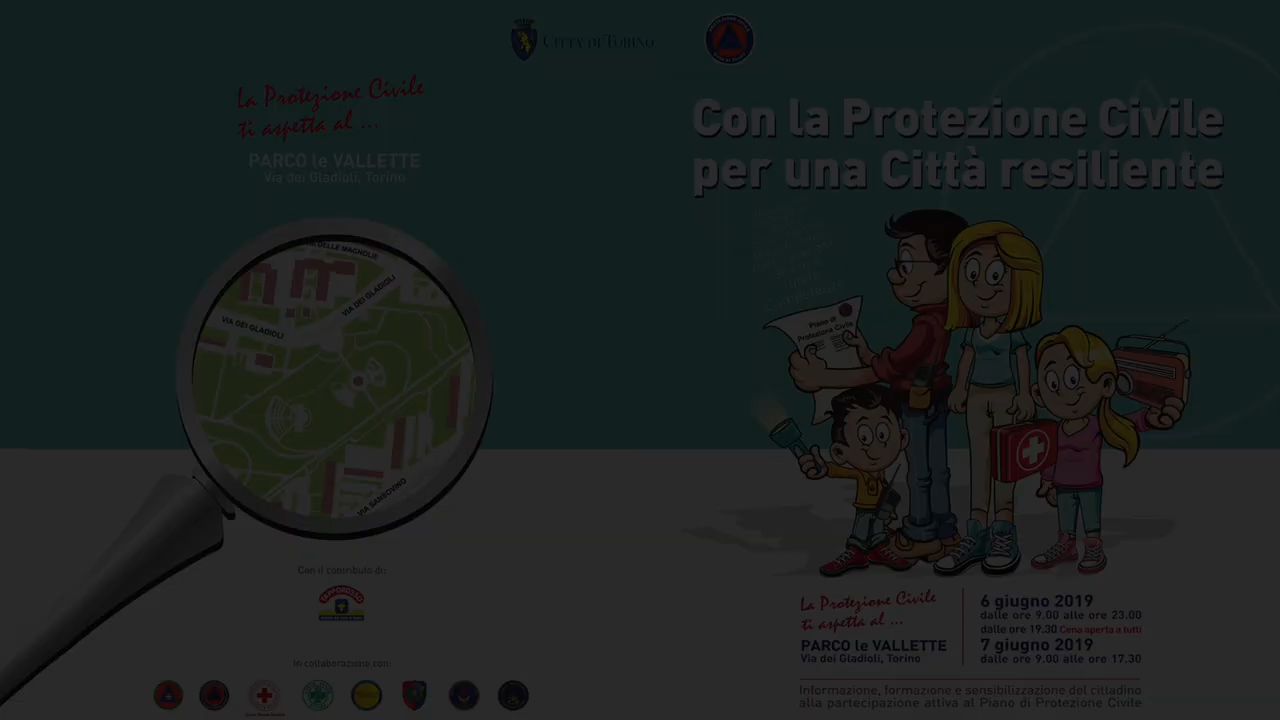 CITTÀ DI TORINO
La Protezione Civile
ti aspetta al ...
PARCO le VALLETTE
Via dei Gladioli, Torino
VIA DELLE MAGNOLIE
VIA DEI GLADIOLI
VIA DEI GLADIOLI
VIA SANSOVINO
Con il contributo di:
In collaborazione con:
Con la Protezione Civile
per una Città resiliente
Piano di
Protezione Civile
La Protezione Civile
ti aspetta al ...
PARCO le VALLETTE
Via dei Gladioli, Torino
6 giugno 2019
dalle ore 9.00 alle ore 23.00
dalle ore 19.30 Cena aperta a tutti
7 giugno 2019
dalle ore 9.00 alle ore 17.30
Informazione, formazione e sensibilizzazione del cittadino
alla partecipazione attiva al Piano di Protezione Civile